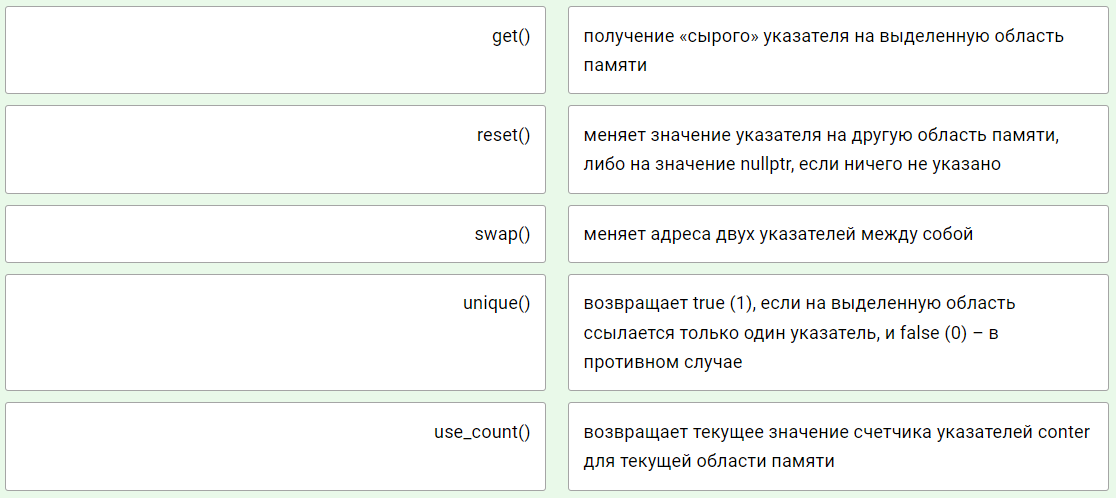 get()
получение «сырого» указателя на выделенную область
памяти
reset()
меняет значение указателя на другую область памяти,
либо на значение nullptr, если ничего не указано
swap()
меняет адреса двух указателей между собой
unique()
возвращает true (1), если на выделенную область
ссылается только один указатель, и false (0) – в
противном случае
use_count()
возвращает текущее значение счетчика указателей conter
для текущей области памяти